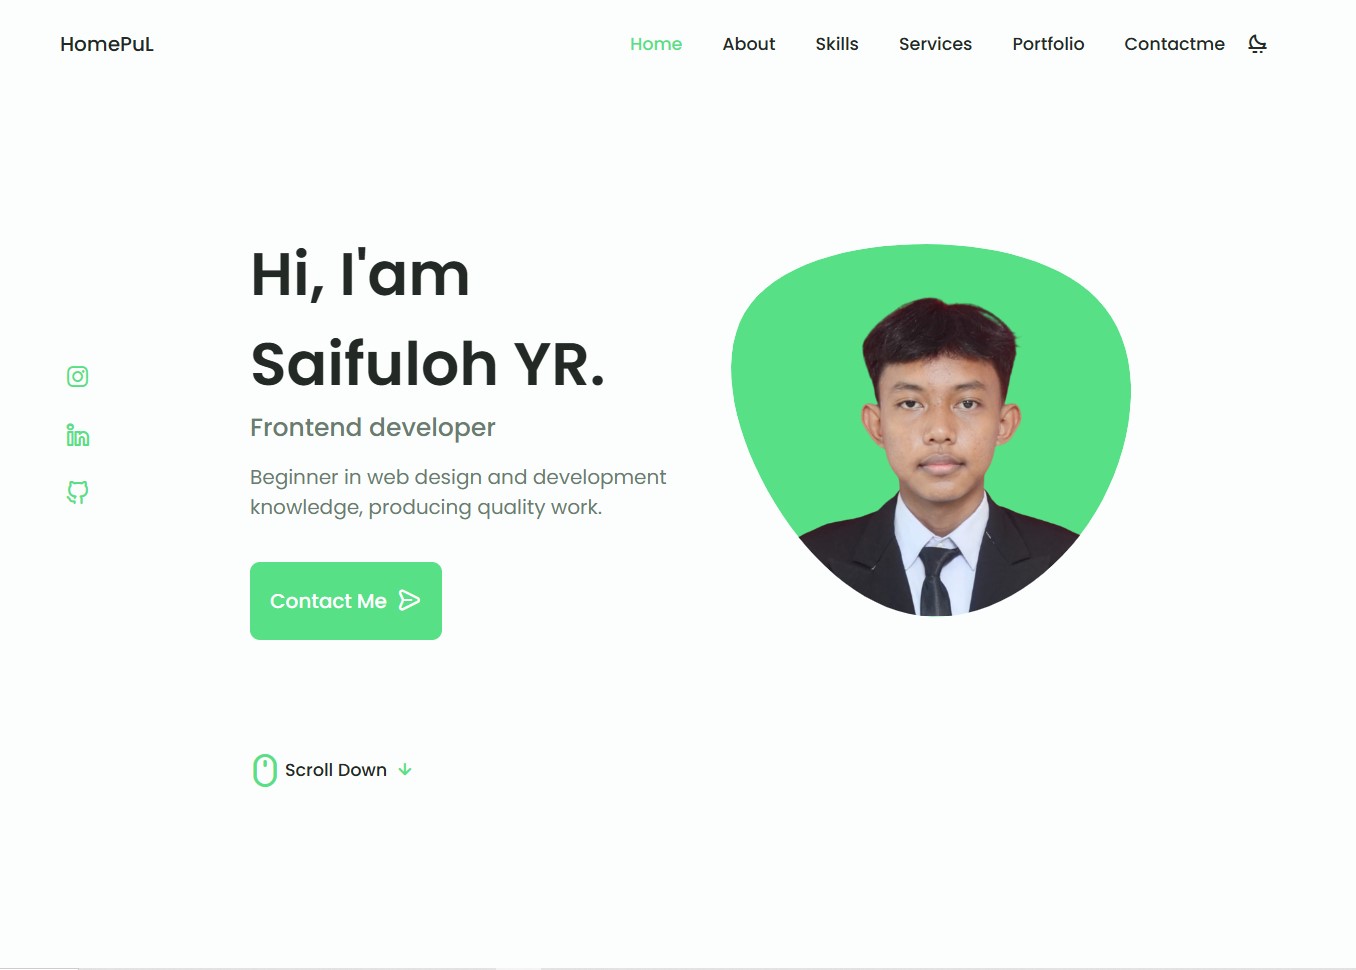 HomePuL
Home About Skills Services Portfolio Contactme
Hi, I'am
Saifuloh YR.
Frontend developer
Beginner in web design and development
knowledge, producing quality work.
Contact Me
Scroll Down